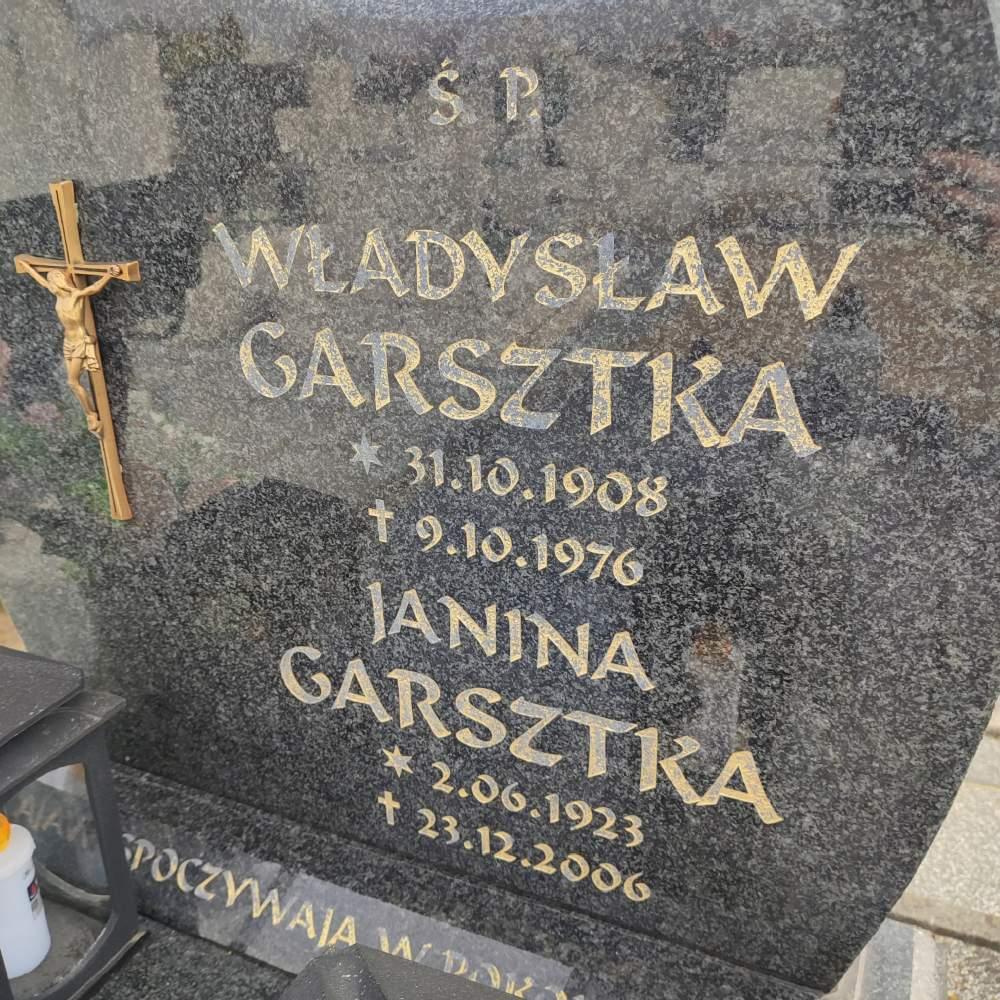 Ś. P.
WŁADYSŁAW
GARSZTKA
* 31.10.1908
† 9.10.1976
JANINA
GARSZTKA
* 2.06.1923
† 23.12.2006
SPOCZYWAJĄ W